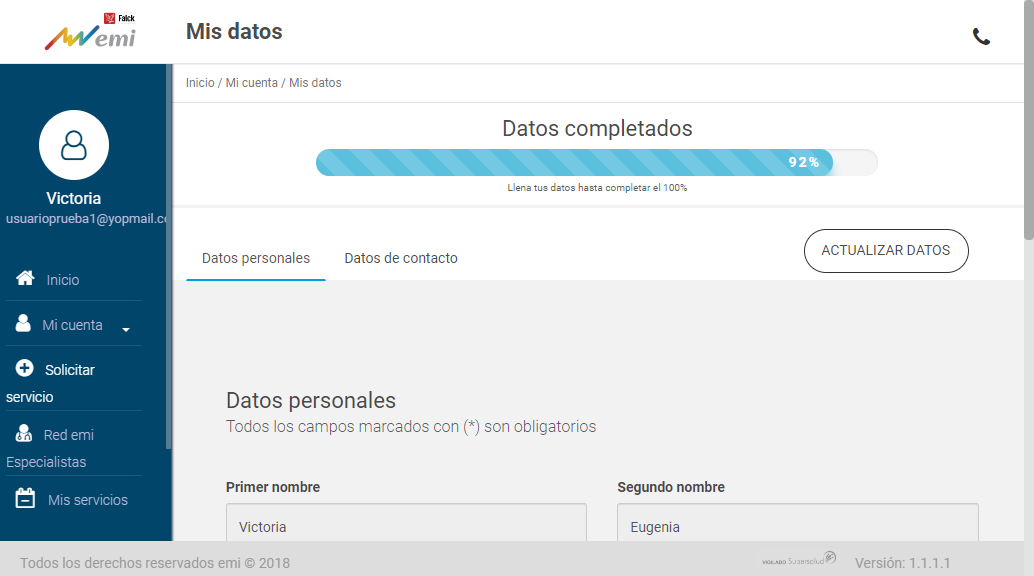 Falck
emi
Mis datos
Inicio / Mi cuenta / Mis datos
Datos completados
92%
Llena tus datos hasta completar el 100%
Victoria
usuarioprueba1@yopmail.co
Datos personales
Datos de contacto
ACTUALIZAR DATOS
Inicio
Mi cuenta
Solicitar
servicio
Red emi
Especialistas
Mis servicios
Datos personales
Todos los campos marcados con (*) son obligatorios
Primer nombre
Segundo nombre
Victoria
Eugenia
Todos los derechos reservados emi © 2018
VIGILADO Supersalud
Versión: 1.1.1.1